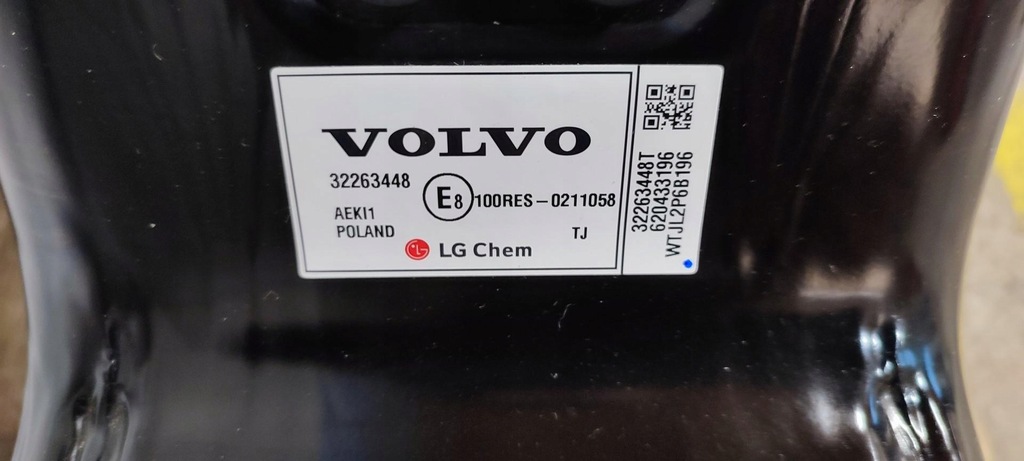 VOLVO
32263448
E8 100RES-0211058
AEKI1
POLAND
TJ
LG Chem
32263448T
620433196
WTJL2P6B196